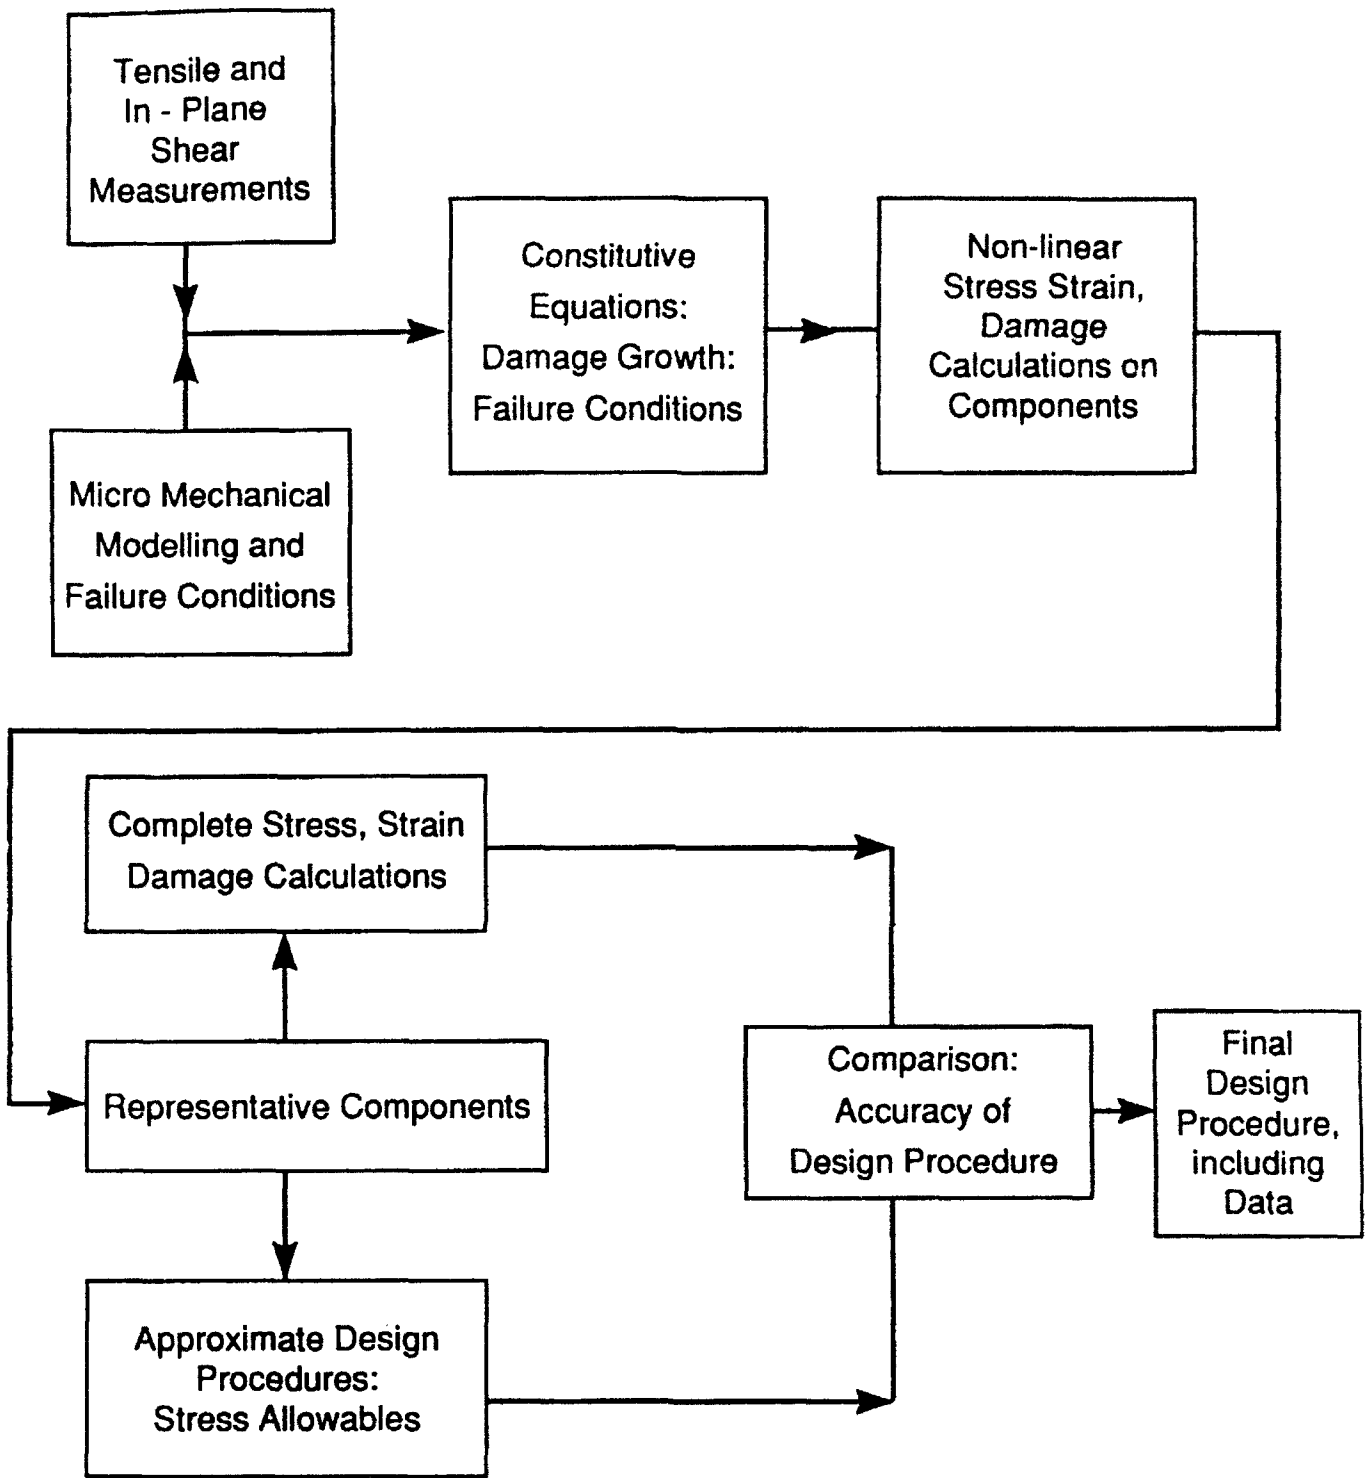 Tensile and
In - Plane
Shear
Measurements
Constitutive
Equations:
Damage Growth:
Failure Conditions
Non-linear
Stress Strain,
Damage
Calculations on
Components
Micro Mechanical
Modelling and
Failure Conditions
Complete Stress, Strain
Damage Calculations
Representative Components
Comparison:
Accuracy of
Design Procedure
Final
Design
Procedure,
including
Data
Approximate Design
Procedures:
Stress Allowables